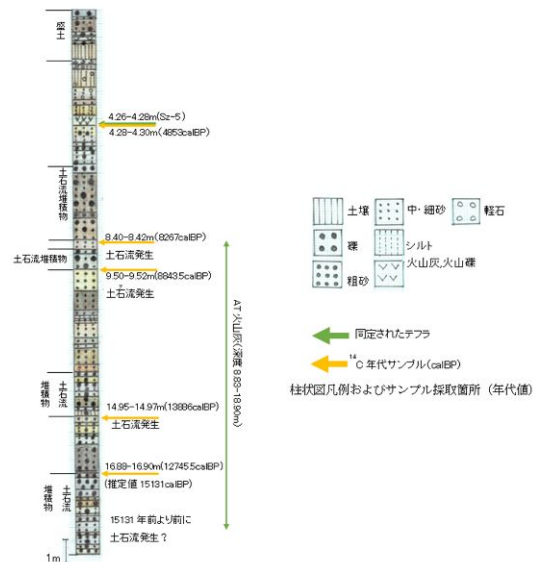 盛土
4.26-4.28m(Sz-5)
4.28-4.30m(4853calBP)
土石流堆積物
8.40-8.42m(8267calBP)
土石流発生
土石流堆積物
9.50-9.52m(8843.5calBP)
土石流発生
AT火山灰(深度 8.83-18.90m)
土石流
堆積物
14.95-14.97m(13886calBP)
土石流発生
16.88-16.90m(12745.5calBP)
(推定値 15131calBP)
土石流
堆積物
15131 年前より前に
土石流発生？
1m
土壌
中・細砂
軽石
礫
シルト
火山灰,火山礫
粗砂
同定されたテフラ
14C 年代サンプル(calBP)
柱状図凡例およびサンプル採取箇所（年代値）